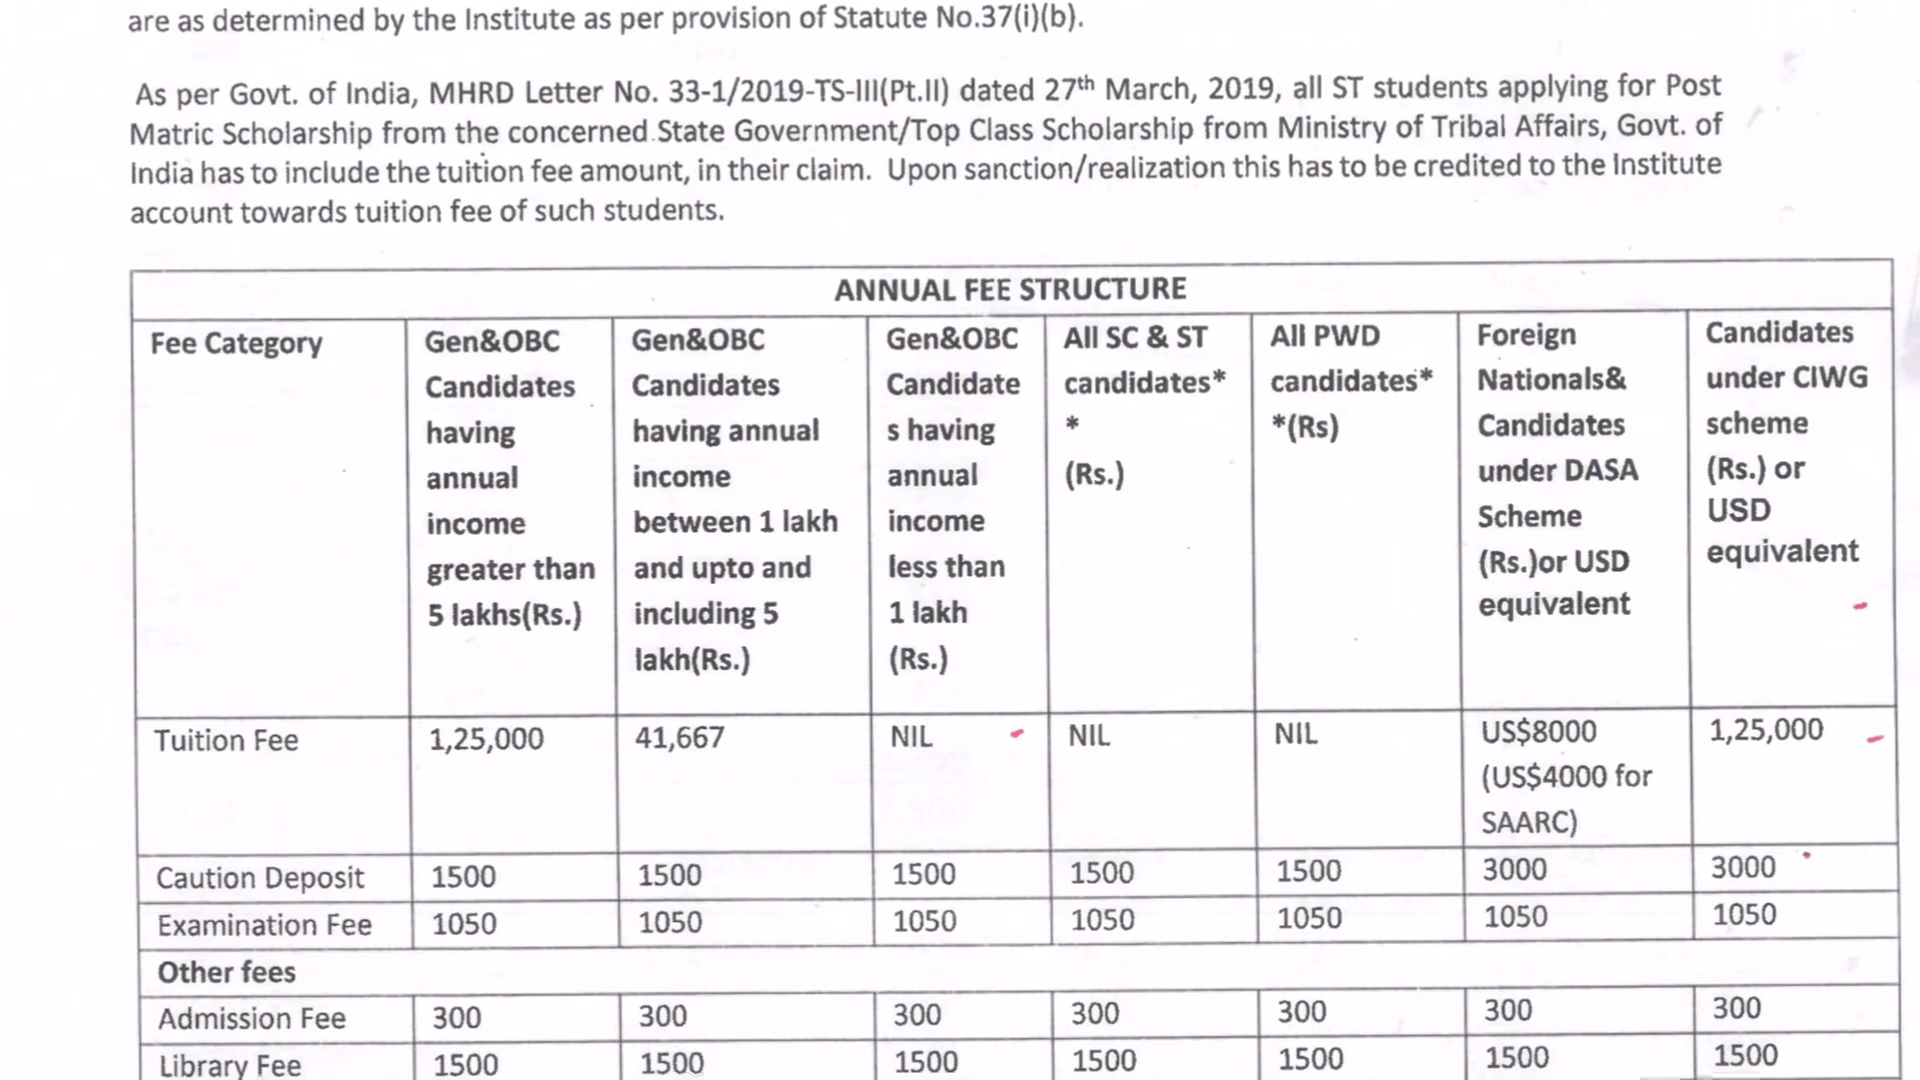 are as determined by the Institute as per provision of Statute No.37(i)(b).
As per Govt. of India, MHRD Letter No. 33-1/2019-TS-III(Pt.II) dated 27th March, 2019, all ST students applying for Post
Matric Scholarship from the concerned State Government/Top Class Scholarship from Ministry of Tribal Affairs, Govt. of
India has to include the tuition fee amount, in their claim. Upon sanction/realization this has to be credited to the Institute
account towards tuition fee of such students.
ANNUAL FEE STRUCTURE
Fee Category
Gen&OBC
Candidates
having
annual
income
greater than
5 lakhs(Rs.)
Gen&OBC
Candidates
having annual
income
between 1 lakh
and upto and
including 5
lakh(Rs.)
Gen&OBC
Candidate
s having
annual
income
less than
1 lakh
(Rs.)
All SC & ST
candidates*
*
(Rs.)
All PWD
candidates*
*(Rs)
Foreign
Nationals&
Candidates
under DASA
Scheme
(Rs.)or USD
equivalent
Candidates
under CIWG
scheme
(Rs.) or
USD
equivalent
Tuition Fee 1,25,000 41,667 NIL NIL NIL US$8000 1,25,000
(US$4000 for
SAARC)
Caution Deposit 1500 1500 1500 1500 1500 3000 3000
Examination Fee 1050 1050 1050 1050 1050 1050 1050
Other fees
Admission Fee 300 300 300 300 300 300 300
Library Fee 1500 1500 1500 1500 1500 1500 1500